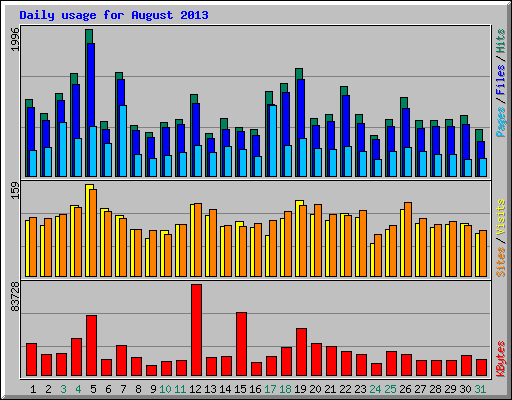 Daily usage for August 2013
1996
Pages / Files / Hits
159
Sites / Visits
83728
KBytes
1 2 3 4 5 6 7 8 9 10 11 12 13 14 15 16 17 18 19 20 21 22 23 24 25 26 27 28 29 30 31